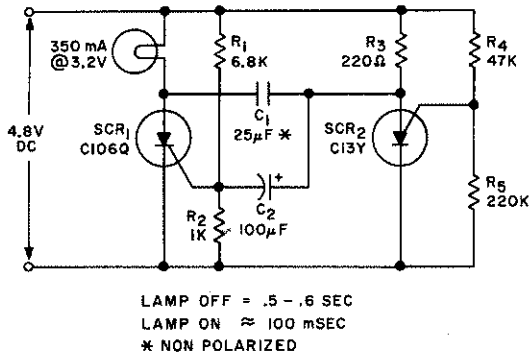 350 mA
@3.2V
R1
6.8K
R3
220Ω
R4
47K
4.8V
DC
SCR1
C106Q
C1
25µF *
SCR2
C13Y
R2
1K
C2
+
100µF
R5
220K
LAMP OFF = .5 – .6 SEC
LAMP ON ≈ 100 mSEC
* NON POLARIZED